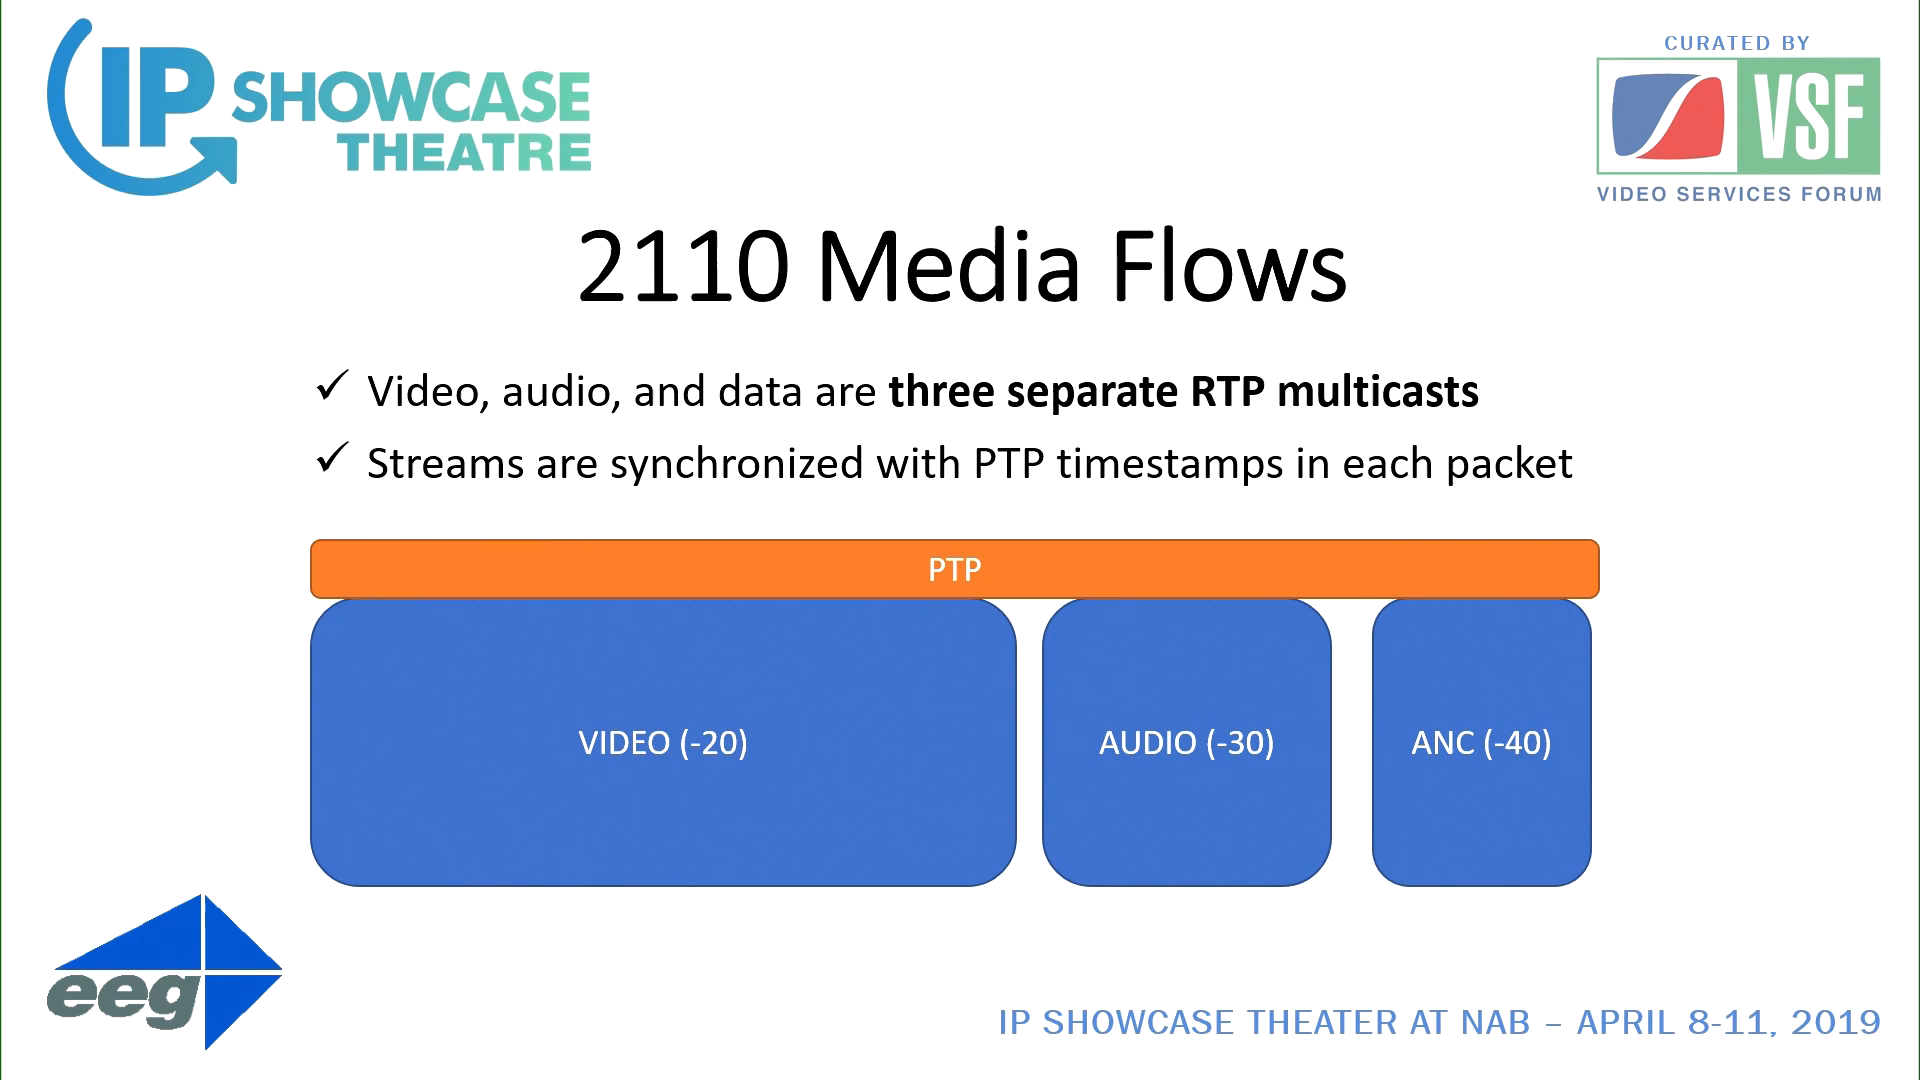 IP SHOWCASE
THEATRE
CURATED BY
VSF
VIDEO SERVICES FORUM
2110 Media Flows
✓ Video, audio, and data are three separate RTP multicasts
✓ Streams are synchronized with PTP timestamps in each packet
PTP
VIDEO (-20)
AUDIO (-30)
ANC (-40)
eeg
IP SHOWCASE THEATER AT NAB – APRIL 8-11, 2019